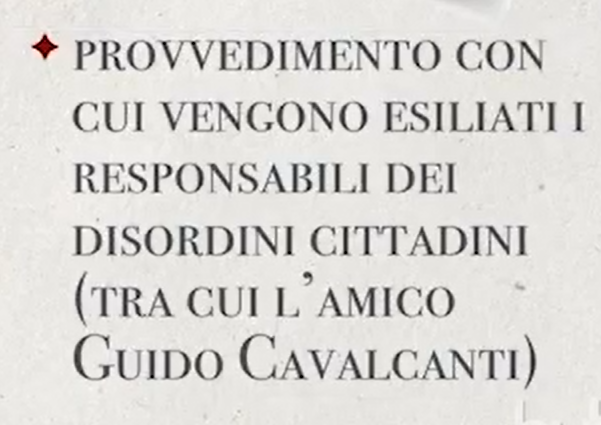 PROVVEDIMENTO CON
CUI VENGONO ESILIATI I
RESPONSABILI DEI
DISORDINI CITTADINI
(TRA CUI L'AMICO
GUIDO CAVALCANTI)